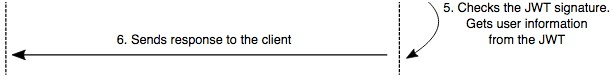 5. Checks the JWT signature.
Gets user information
from the JWT
6. Sends response to the client